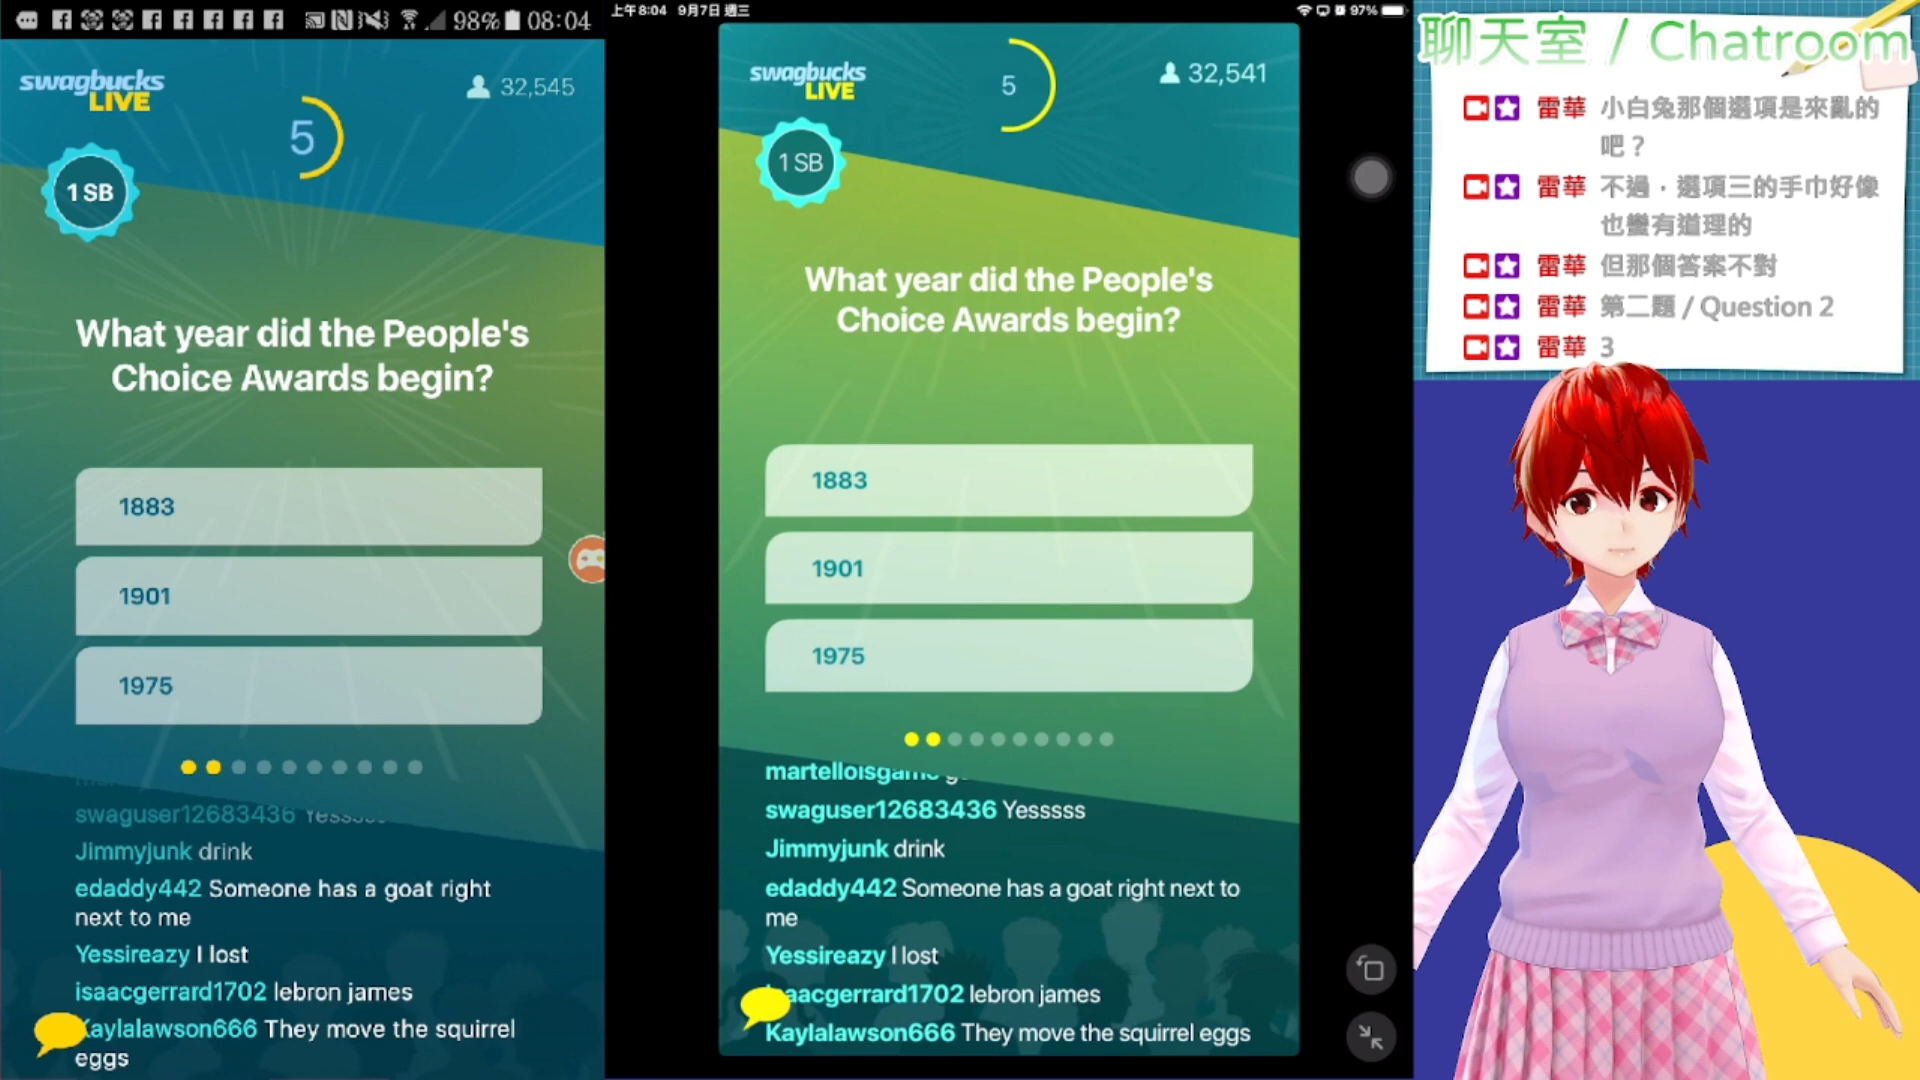 98% 08:04
swagbucks
LIVE
32,545
5
1 SB
What year did the People's
Choice Awards begin?
1883
1901
1975
swaguser12683436 Yesssss
Jimmyjunk drink
edaddy442 Someone has a goat right
next to me
Yessireazy I lost
isaacgerrard1702 lebron james
Kaylalawson666 They move the squirrel
eggs
上午8:04 9月7日 週三
97%
swagbucks
LIVE
5
32,541
1 SB
What year did the People's
Choice Awards begin?
1883
1901
1975
martelloisgame
swaguser12683436 Yesssss
Jimmyjunk drink
edaddy442 Someone has a goat right next to
me
Yessireazy I lost
isaacgerrard1702 lebron james
Kaylalawson666 They move the squirrel eggs
聊天室 / Chatroom
雷華 小白兔那個選項是來亂的
吧？
雷華 不過，選項三的手巾好像
也蠻有道理的
雷華 但那個答案不對
雷華 第二題 / Question 2
雷華 3